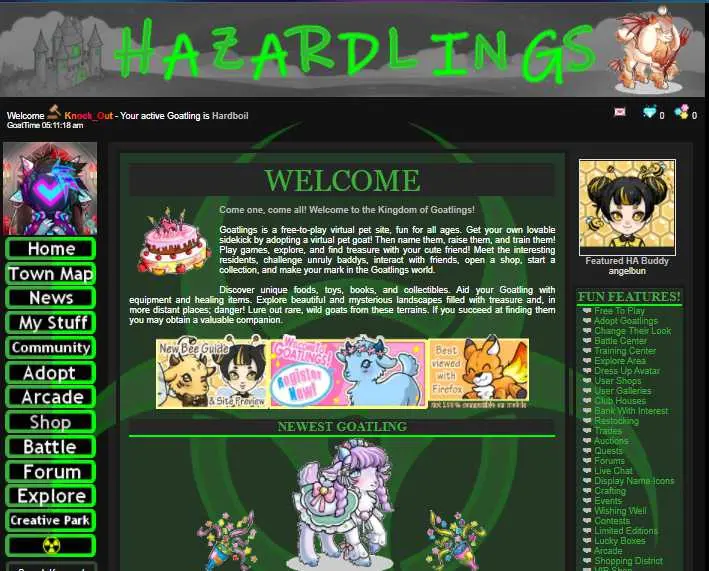 HAZARDLINGS
Welcome Knock_Out - Your active Goatling is Hardboil
GoatTime 05:11:18 am
0
0
Home
Town Map
News
My Stuff
Community
Adopt
Arcade
Shop
Battle
Forum
Explore
Creative Park
WELCOME
Come one, come all! Welcome to the Kingdom of Goatlings!
Goatlings is a free-to-play virtual pet site, fun for all ages. Get your own lovable
sidekick by adopting a virtual pet goat! Then name them, raise them, and train them!
Play games, explore, and find treasure with your cute friend! Meet the interesting
residents, challenge unruly baddys, interact with friends, open a shop, start a
collection, and make your mark in the Goatlings world.
Discover unique foods, toys, books, and collectibles. Aid your Goatling with
equipment and healing items. Explore beautiful and mysterious landscapes filled with treasure and, in
more distant places; danger! Lure out rare, wild goats from these terrains. If you succeed at finding them
you may obtain a valuable companion.
New Bee Guide
& Site Preview
Welcome to
GOATLINGS!
Register
Now!
Best
viewed
with
Firefox
not 100% compatible on mobile
NEWEST GOATLING
Featured HA Buddy
angelbun
FUN FEATURES!
Free To Play
Adopt Goatlings
Change Their Look
Battle Center
Training Center
Explore Area
Dress Up Avatar
User Shops
User Galleries
Club Houses
Bank With Interest
Restocking
Trades
Auctions
Quests
Forums
Live Chat
Display Name Icons
Crafting
Events
Wishing Well
Contests
Limited Editions
Lucky Boxes
Arcade
Shopping District
VIP Shop